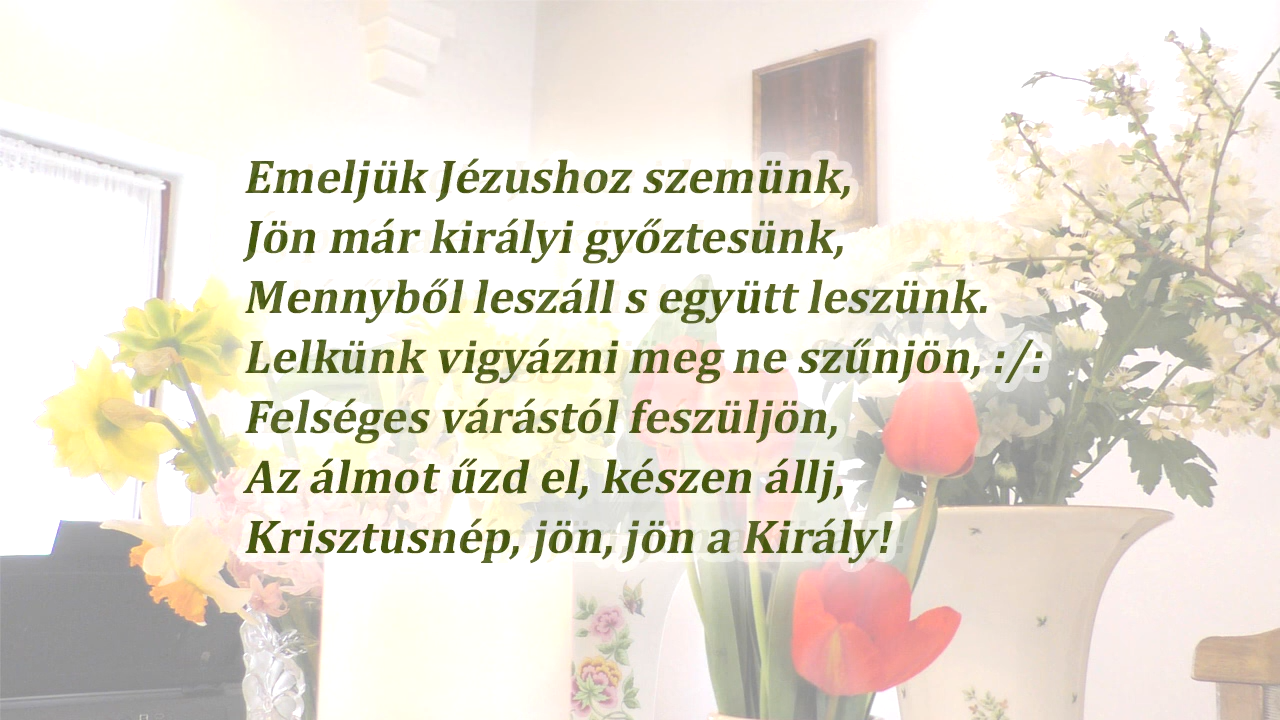 Emeljük Jézushoz szemünk,
Jön már királyi győztesünk,
Mennyből leszáll s együtt leszünk.
Lelkünk vigyázni meg ne szűnjön, :/:
Felséges várástól feszüljön,
Az álmot űzd el, készen állj,
Krisztusnép, jön, jön a Király!